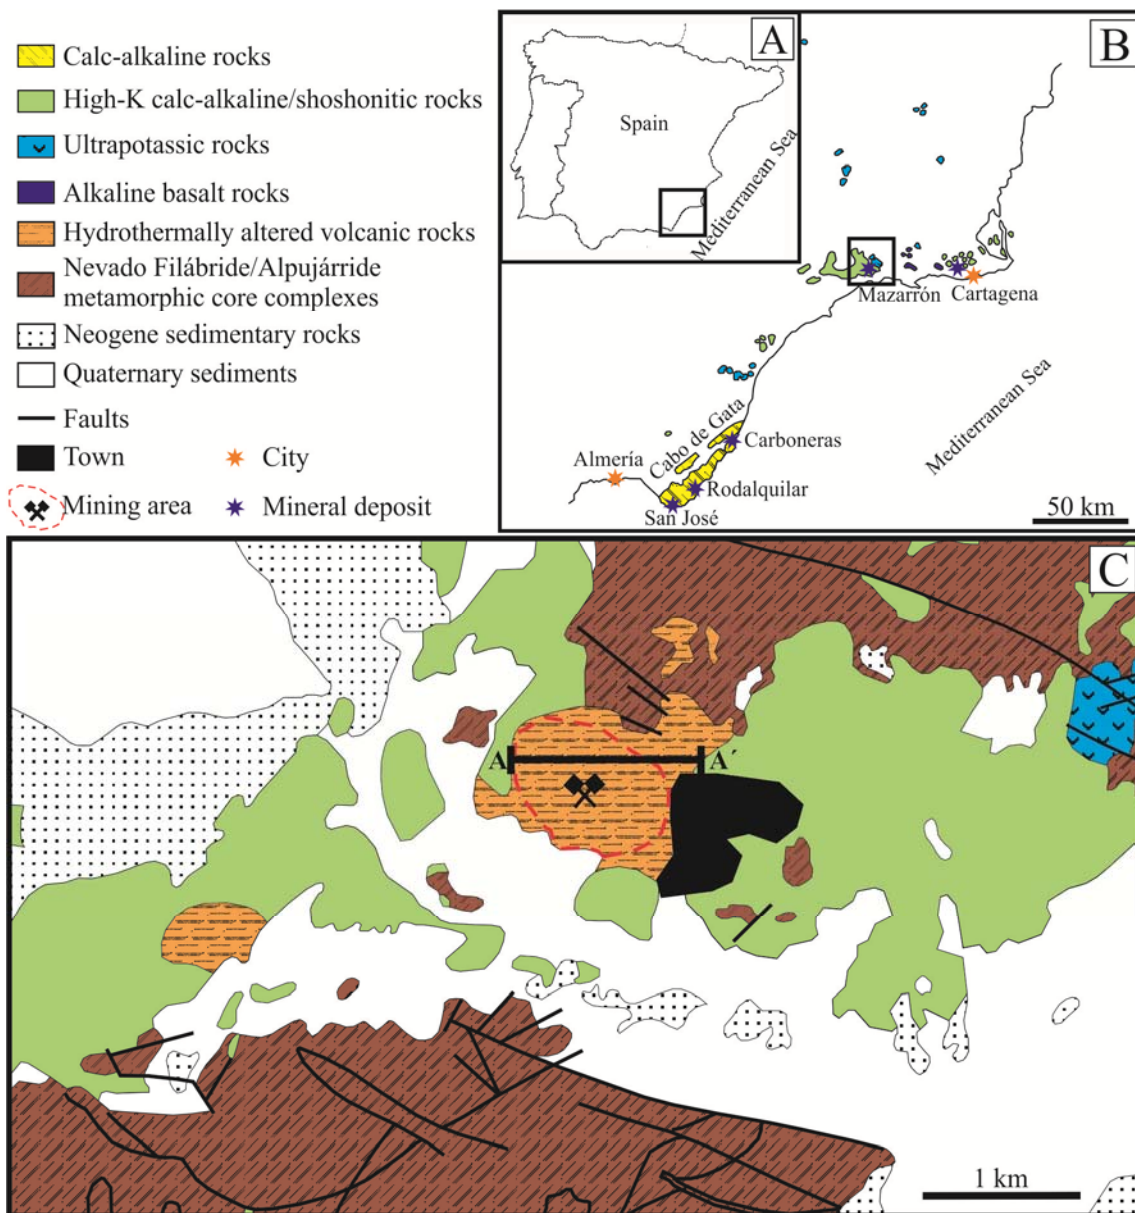 Calc-alkaline rocks
High-K calc-alkaline/shoshonitic rocks
Ultrapotassic rocks
Alkaline basalt rocks
Hydrothermally altered volcanic rocks
Nevado Filábride/Alpujárride
metamorphic core complexes
Neogene sedimentary rocks
Quaternary sediments
Faults
Town
City
Mining area
Mineral deposit
A
Spain
Mediterranean Sea
B
Mazarrón
Cartagena
Mediterranean Sea
Cabo de Gata
Carboneras
Almería
Rodalquilar
San José
50 km
C
A
A´
1 km